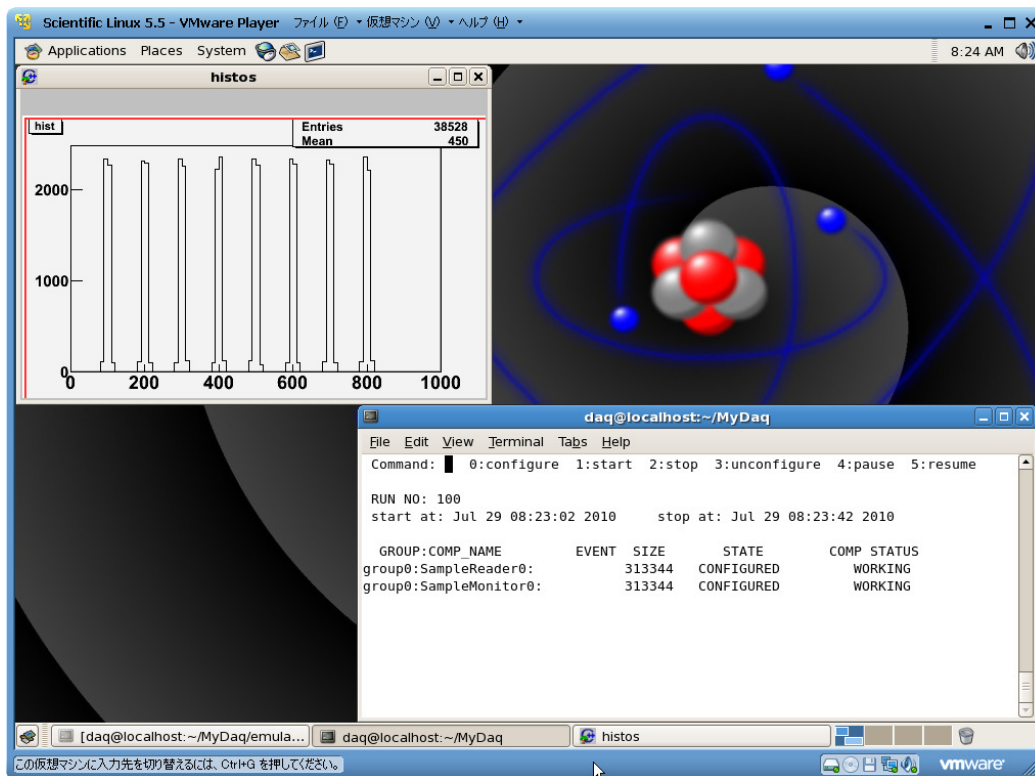 Scientific Linux 5.5 - VMware Player ファイル (F) 仮想マシン (V) ヘルプ (H)
Applications Places System 8:24 AM
histos
hist
Entries 38528
Mean 450
2000
1000
0
0 200 400 600 800 1000
daq@localhost:~/MyDaq
File Edit View Terminal Tabs Help
Command: 0:configure 1:start 2:stop 3:unconfigure 4:pause 5:resume
RUN NO: 100
start at: Jul 29 08:23:02 2010 stop at: Jul 29 08:23:42 2010
GROUP:COMP_NAME EVENT SIZE STATE COMP STATUS
group0:SampleReader0: 313344 CONFIGURED WORKING
group0:SampleMonitor0: 313344 CONFIGURED WORKING
[daq@localhost:~/MyDaq/emula... daq@localhost:~/MyDaq histos
この仮想マシンに入力先を切り替えるには、Ctrl+G を押してください。 vmware